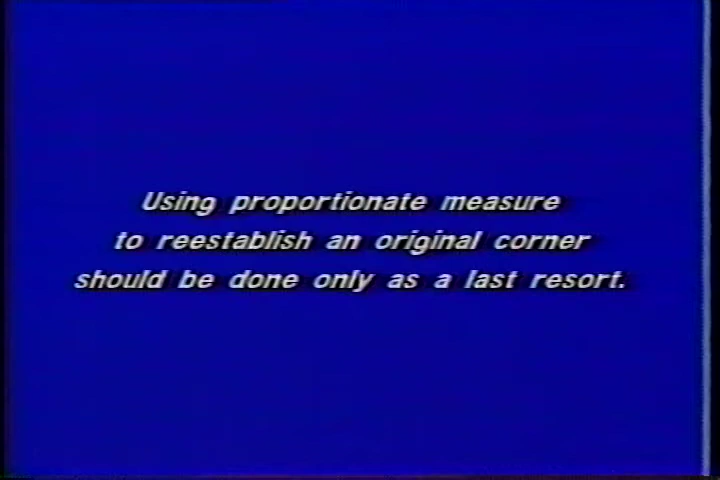 Using proportionate measure
to reestablish an original corner
should be done only as a last resort.